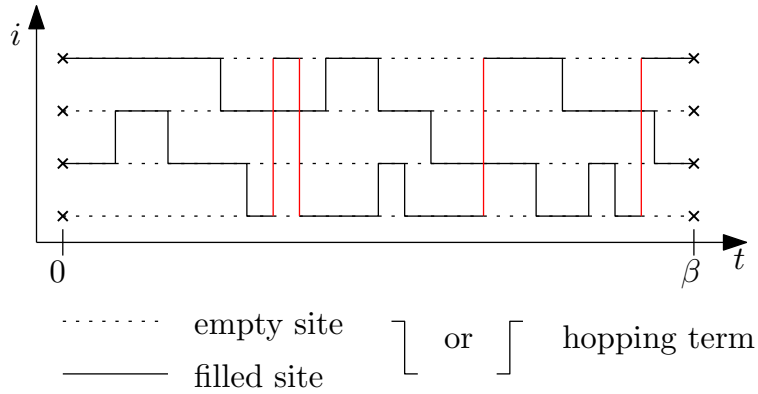 i
0
β
t
empty site
or
hopping term
filled site